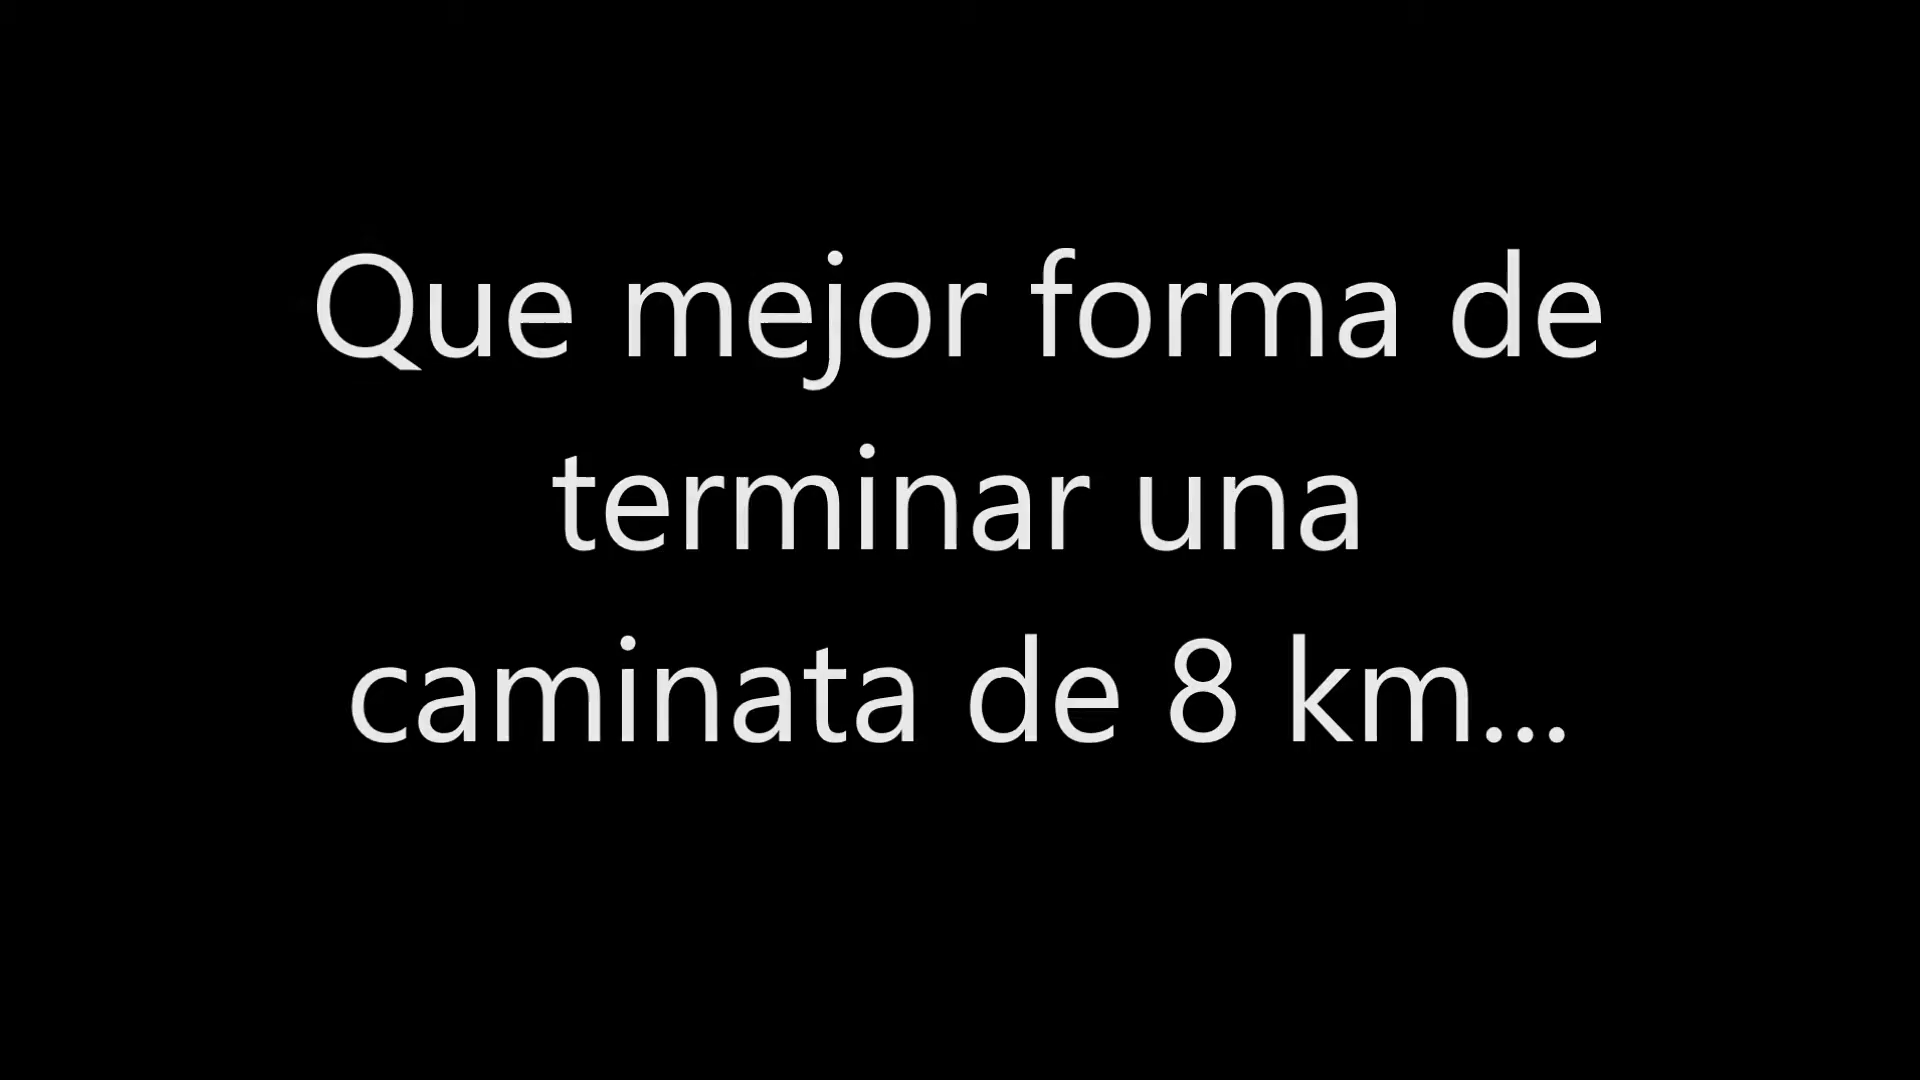 Que mejor forma de
terminar una
caminata de 8 km...